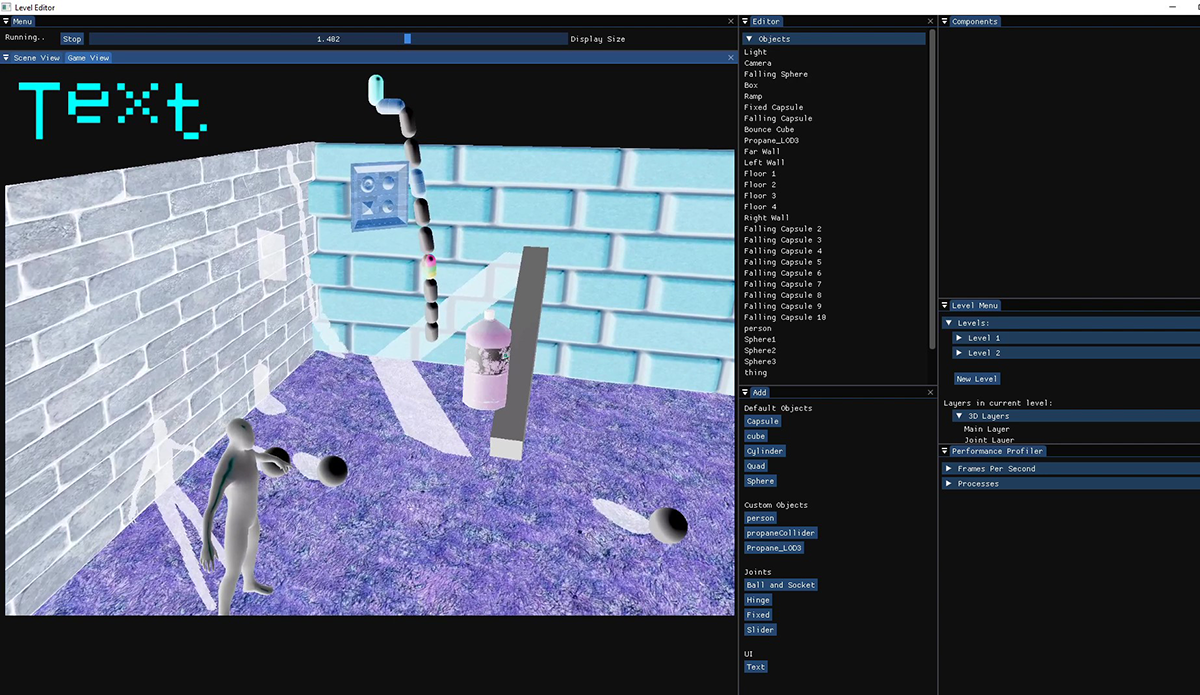 Level Editor
Menu
Running..
Stop
1.482
Display Size
Scene View
Game View
Text
Editor
Objects
Light
Camera
Falling Sphere
Box
Ramp
Fixed Capsule
Falling Capsule
Bounce Cube
Propane_LOD3
Far Wall
Left Wall
Floor 1
Floor 2
Floor 3
Floor 4
Right Wall
Falling Capsule 2
Falling Capsule 3
Falling Capsule 4
Falling Capsule 5
Falling Capsule 6
Falling Capsule 7
Falling Capsule 8
Falling Capsule 9
Falling Capsule 10
person
Sphere1
Sphere2
Sphere3
thing
Add
Default Objects
Capsule
cube
Cylinder
Quad
Sphere
Custom Objects
person
propaneCollider
Propane_LOD3
Joints
Ball and Socket
Hinge
Fixed
Slider
UI
Text
Components
Level Menu
Levels:
Level 1
Level 2
New Level
Layers in current level:
3D Layers
Main Layer
Joint Layer
Performance Profiler
Frames Per Second
Processes